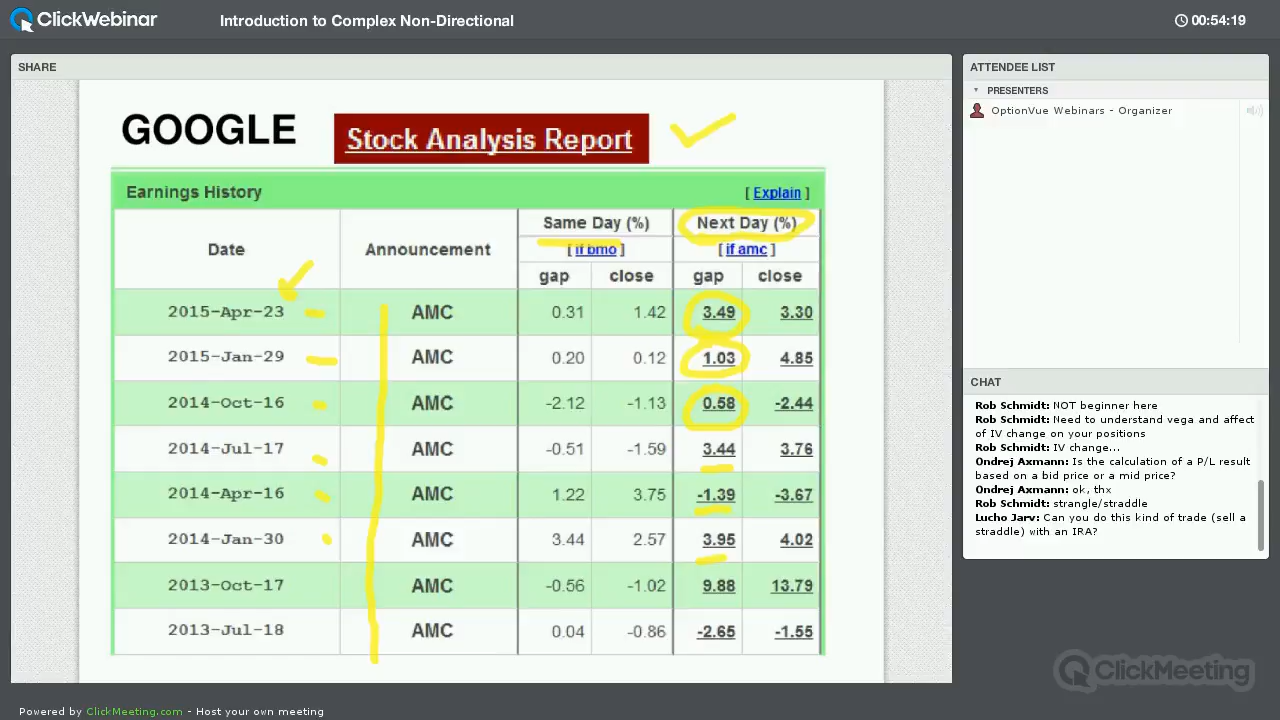 ClickWebinar
Introduction to Complex Non-Directional
00:54:19
SHARE
GOOGLE
Stock Analysis Report
Earnings History [ Explain ]
Date Announcement Same Day (%) Next Day (%)
[ if bmo ] [ if amc ]
gap close gap close
2015-Apr-23 AMC 0.31 1.42 3.49 3.30
2015-Jan-29 AMC 0.20 0.12 1.03 4.85
2014-Oct-16 AMC -2.12 -1.13 0.58 -2.44
2014-Jul-17 AMC -0.51 -1.59 3.44 3.76
2014-Apr-16 AMC 1.22 3.75 -1.39 -3.67
2014-Jan-30 AMC 3.44 2.57 3.95 4.02
2013-Oct-17 AMC -0.56 -1.02 9.88 13.79
2013-Jul-18 AMC 0.04 -0.86 -2.65 -1.55
ATTENDEE LIST
PRESENTERS
OptionVue Webinars - Organizer
CHAT
Rob Schmidt: NOT beginner here
Rob Schmidt: Need to understand vega and affect
of IV change on your positions
Rob Schmidt: IV change...
Ondrej Axmann: Is the calculation of a P/L result
based on a bid price or a mid price?
Ondrej Axmann: ok, thx
Rob Schmidt: strangle/straddle
Lucho Jarv: Can you do this kind of trade (sell a
straddle) with an IRA?
ClickMeeting
Powered by ClickMeeting.com - Host your own meeting